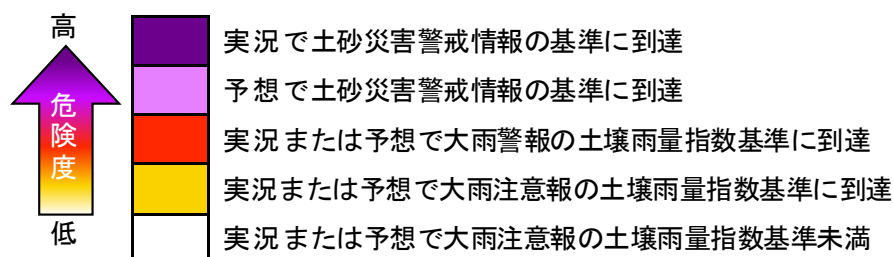 高
危険度
低
実況で土砂災害警戒情報の基準に到達
予想で土砂災害警戒情報の基準に到達
実況または予想で大雨警報の土壌雨量指数基準に到達
実況または予想で大雨注意報の土壌雨量指数基準に到達
実況または予想で大雨注意報の土壌雨量指数基準未満